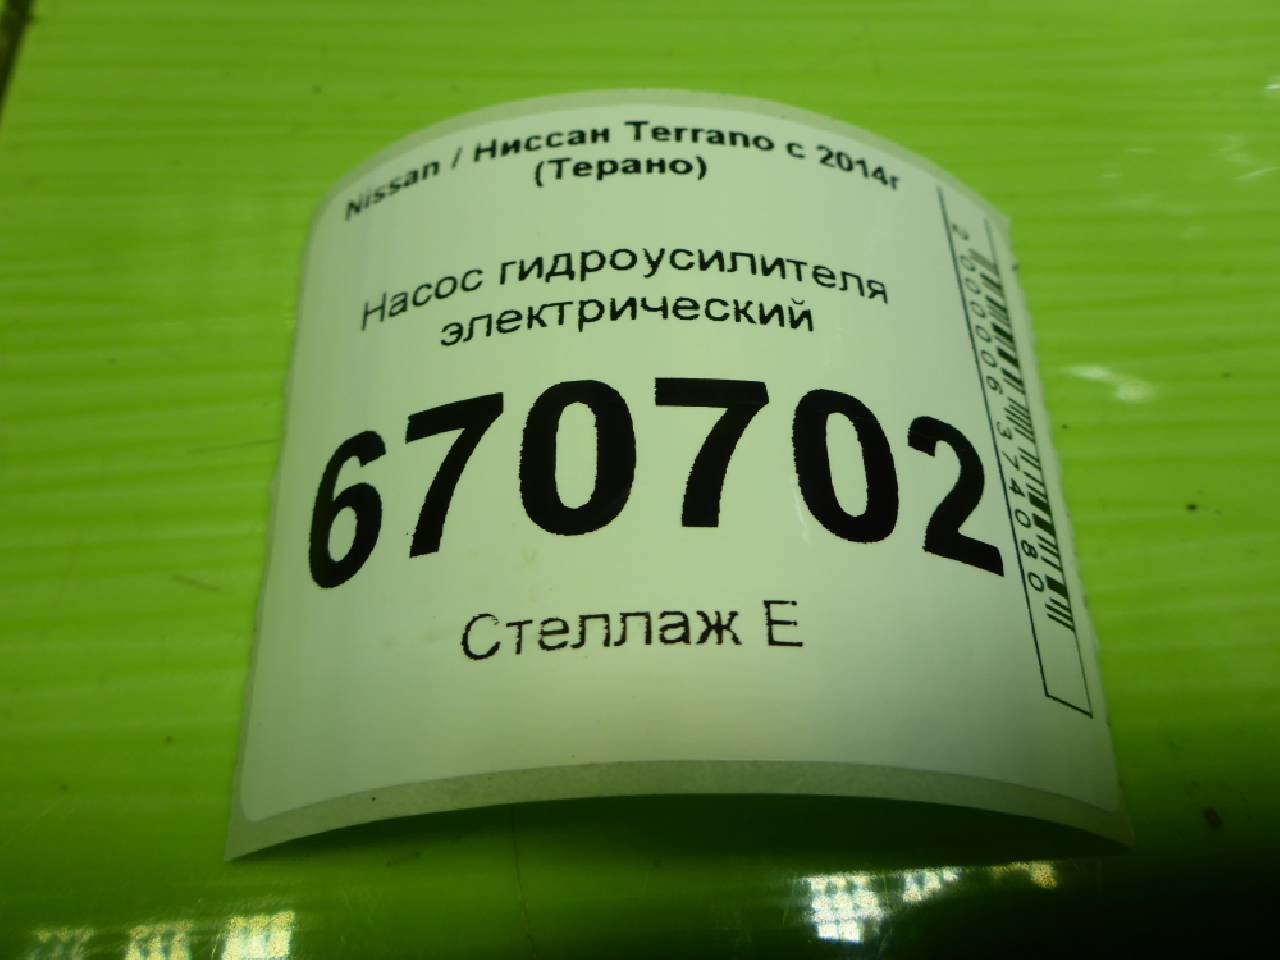 Nissan / Ниссан Terrano с 2014г
(Терано)
Насос гидроусилителя
электрический
670702
Стеллаж Е
2000006374080